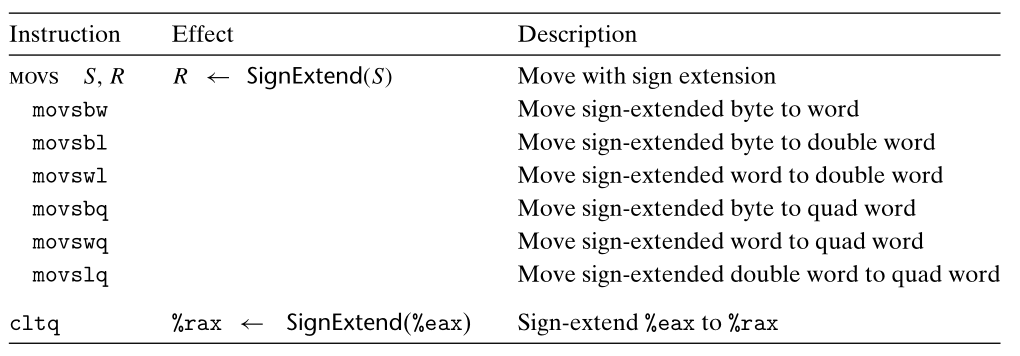 Instruction Effect Description
MOVS S, R R ← SignExtend(S) Move with sign extension
movsbw Move sign-extended byte to word
movsbl Move sign-extended byte to double word
movswl Move sign-extended word to double word
movsbq Move sign-extended byte to quad word
movswq Move sign-extended word to quad word
movslq Move sign-extended double word to quad word
cltq %rax ← SignExtend(%eax) Sign-extend %eax to %rax